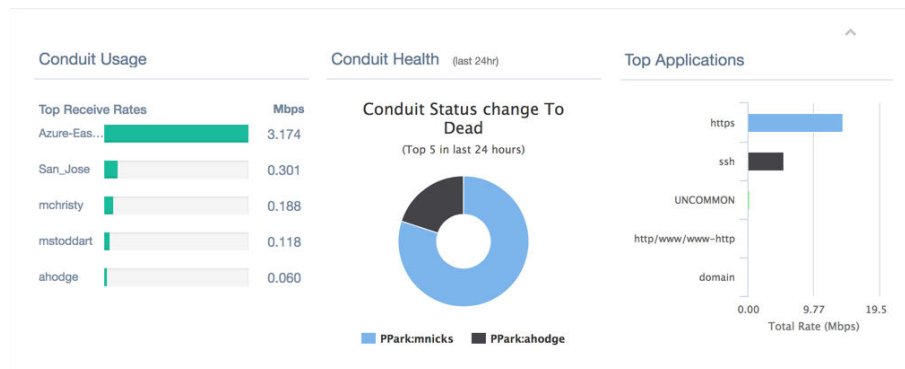 Conduit Usage
Top Receive Rates Mbps
Azure-Eas... 3.174
San_Jose 0.301
mchristy 0.188
mstoddart 0.118
ahodge 0.060
Conduit Health (last 24hr)
Conduit Status change To
Dead
(Top 5 in last 24 hours)
PPark:mnicks PPark:ahodge
Top Applications
https
ssh
UNCOMMON
http/www/www-http
domain
0.00 9.77 19.5
Total Rate (Mbps)